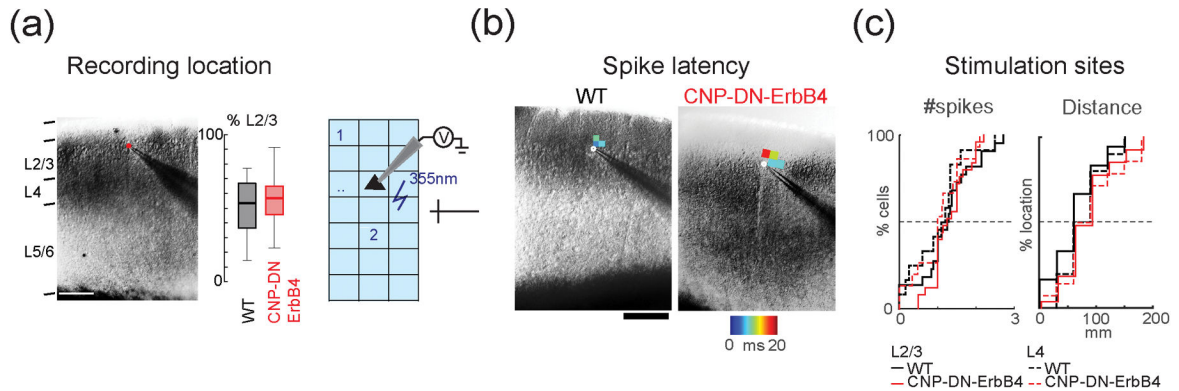 (a)
Recording location
L2/3
L4
L5/6
% L2/3
100
0
WT
CNP-DN
ErbB4
1
..
2
V
355nm
(b)
Spike latency
WT
CNP-DN-ErbB4
0 ms 20
(c)
Stimulation sites
#spikes
Distance
100
% cells
0
0
3
% location
0
100
200
mm
L2/3
WT
CNP-DN-ErbB4
L4
WT
CNP-DN-ErbB4